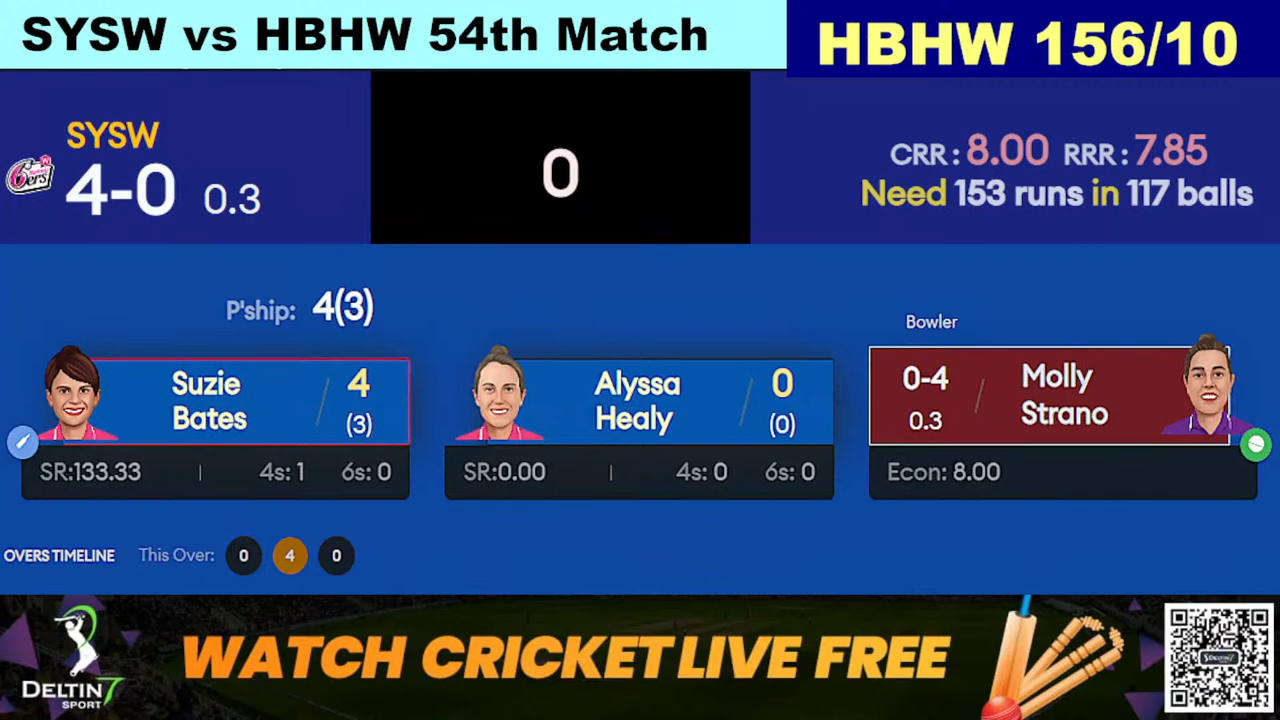 SYSW vs HBHW 54th Match
HBHW 156/10
SYSW
6ers
4-0 0.3
0
CRR : 8.00 RRR : 7.85
Need 153 runs in 117 balls
P'ship: 4(3)
Bowler
Suzie
Bates
4
(3)
SR:133.33 | 4s: 1 6s: 0
Alyssa
Healy
0
(0)
SR:0.00 | 4s: 0 6s: 0
0-4
0.3
Molly
Strano
Econ: 8.00
OVERS TIMELINE This Over: 0 4 0
DELTIN7
SPORT
WATCH CRICKET LIVE FREE